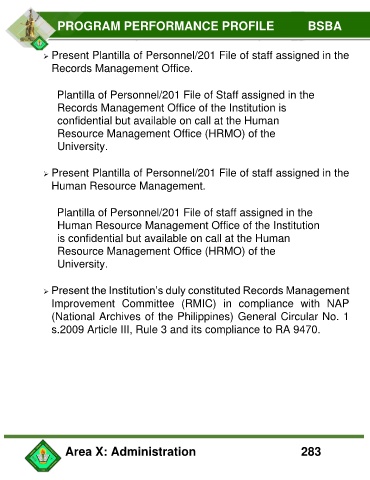 PROGRAM PERFORMANCE PROFILE BSBA
➢ Present Plantilla of Personnel/201 File of staff assigned in the
Records Management Office.
Plantilla of Personnel/201 File of Staff assigned in the
Records Management Office of the Institution is
confidential but available on call at the Human
Resource Management Office (HRMO) of the
University.
➢ Present Plantilla of Personnel/201 File of staff assigned in the
Human Resource Management.
Plantilla of Personnel/201 File of staff assigned in the
Human Resource Management Office of the Institution
is confidential but available on call at the Human
Resource Management Office (HRMO) of the
University.
➢ Present the Institution's duly constituted Records Management
Improvement Committee (RMIC) in compliance with NAP
(National Archives of the Philippines) General Circular No. 1
s.2009 Article III, Rule 3 and its compliance to RA 9470.
Area X: Administration 283